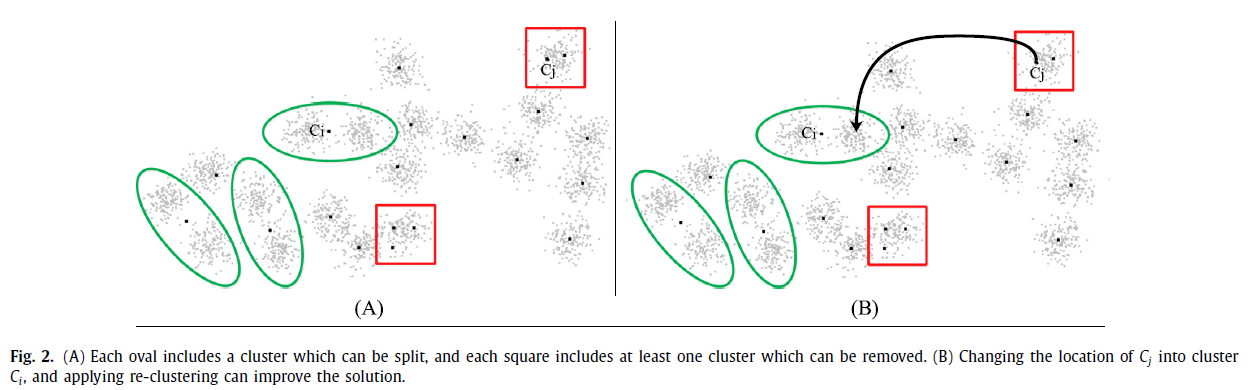 Cj
Ci
(A)
Cj
Ci
(B)
Fig. 2. (A) Each oval includes a cluster which can be split, and each square includes at least one cluster which can be removed. (B) Changing the location of Cj into cluster
Ci, and applying re-clustering can improve the solution.